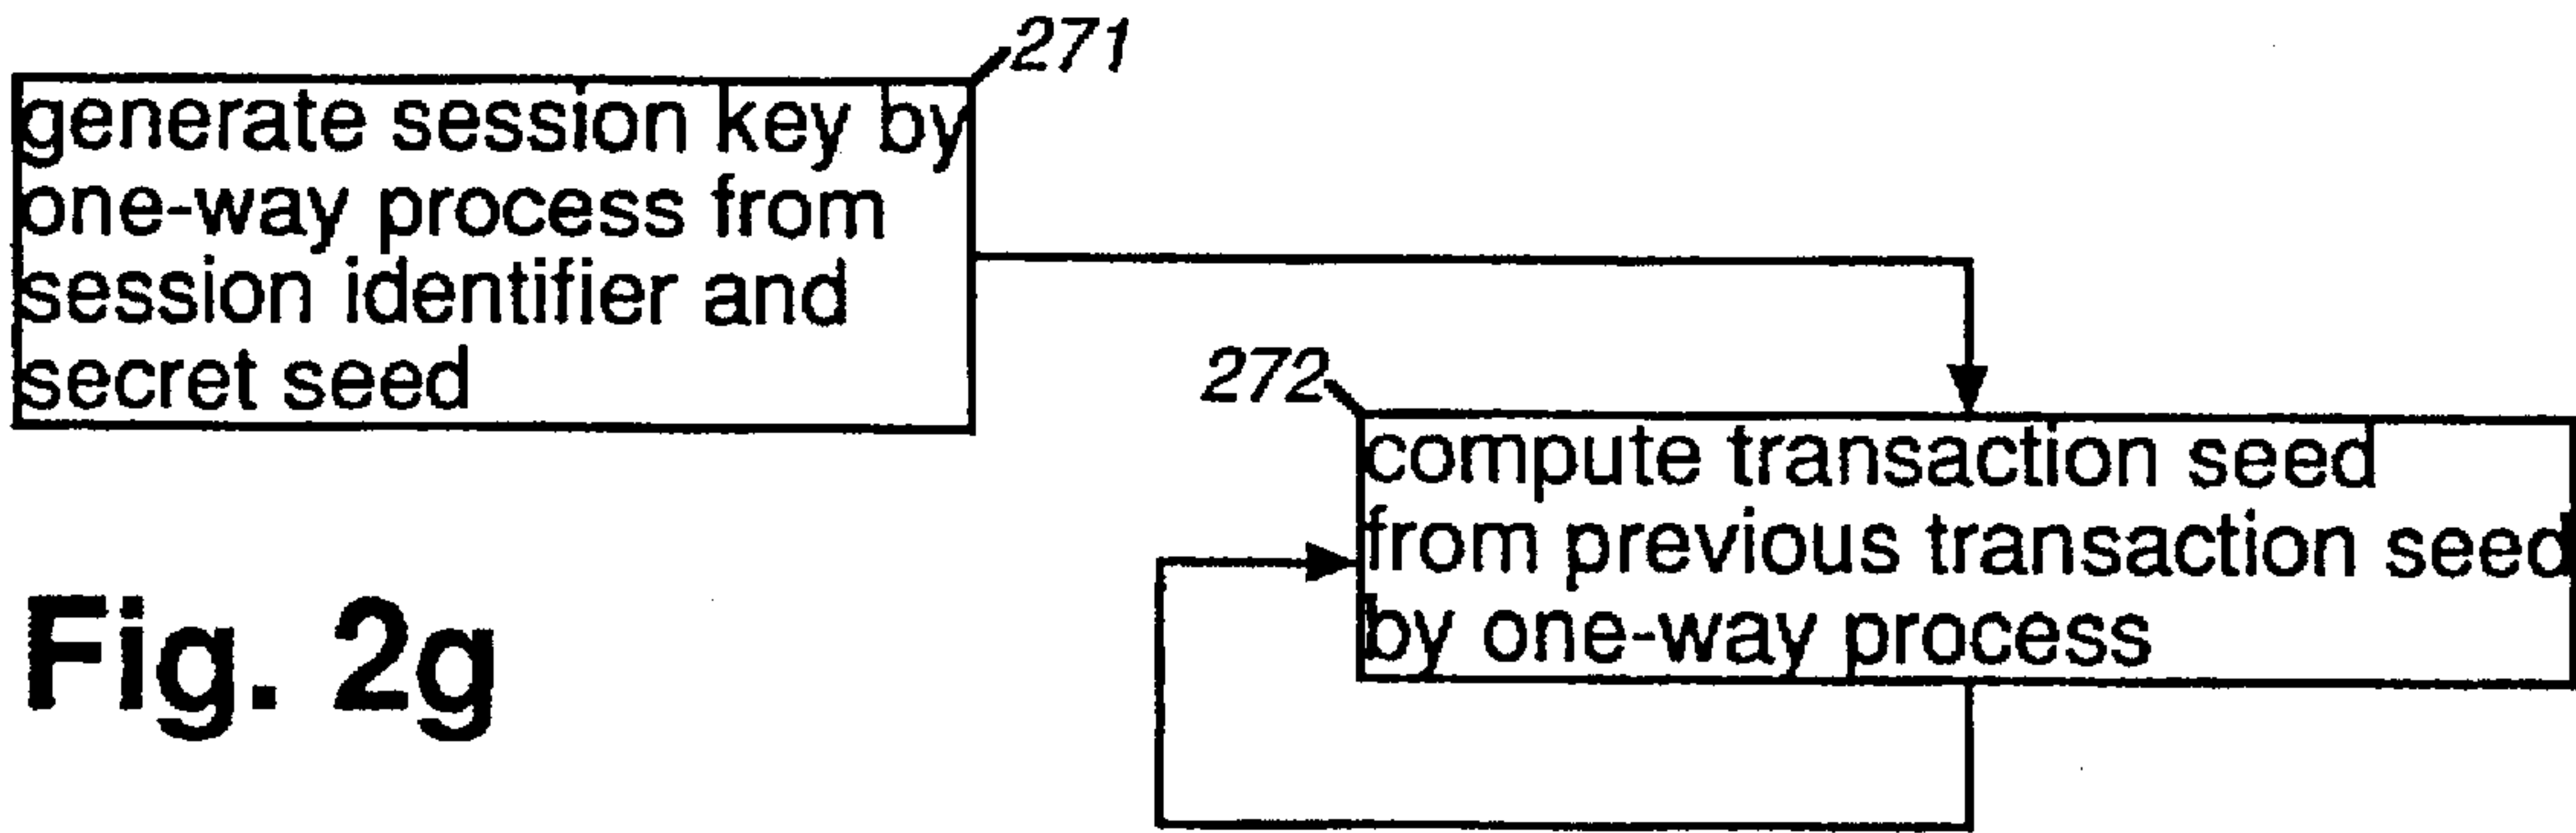 271
generate session key by
one-way process from
session identifier and
secret seed
272
compute transaction seed
from previous transaction seed
by one-way process
Fig. 2g